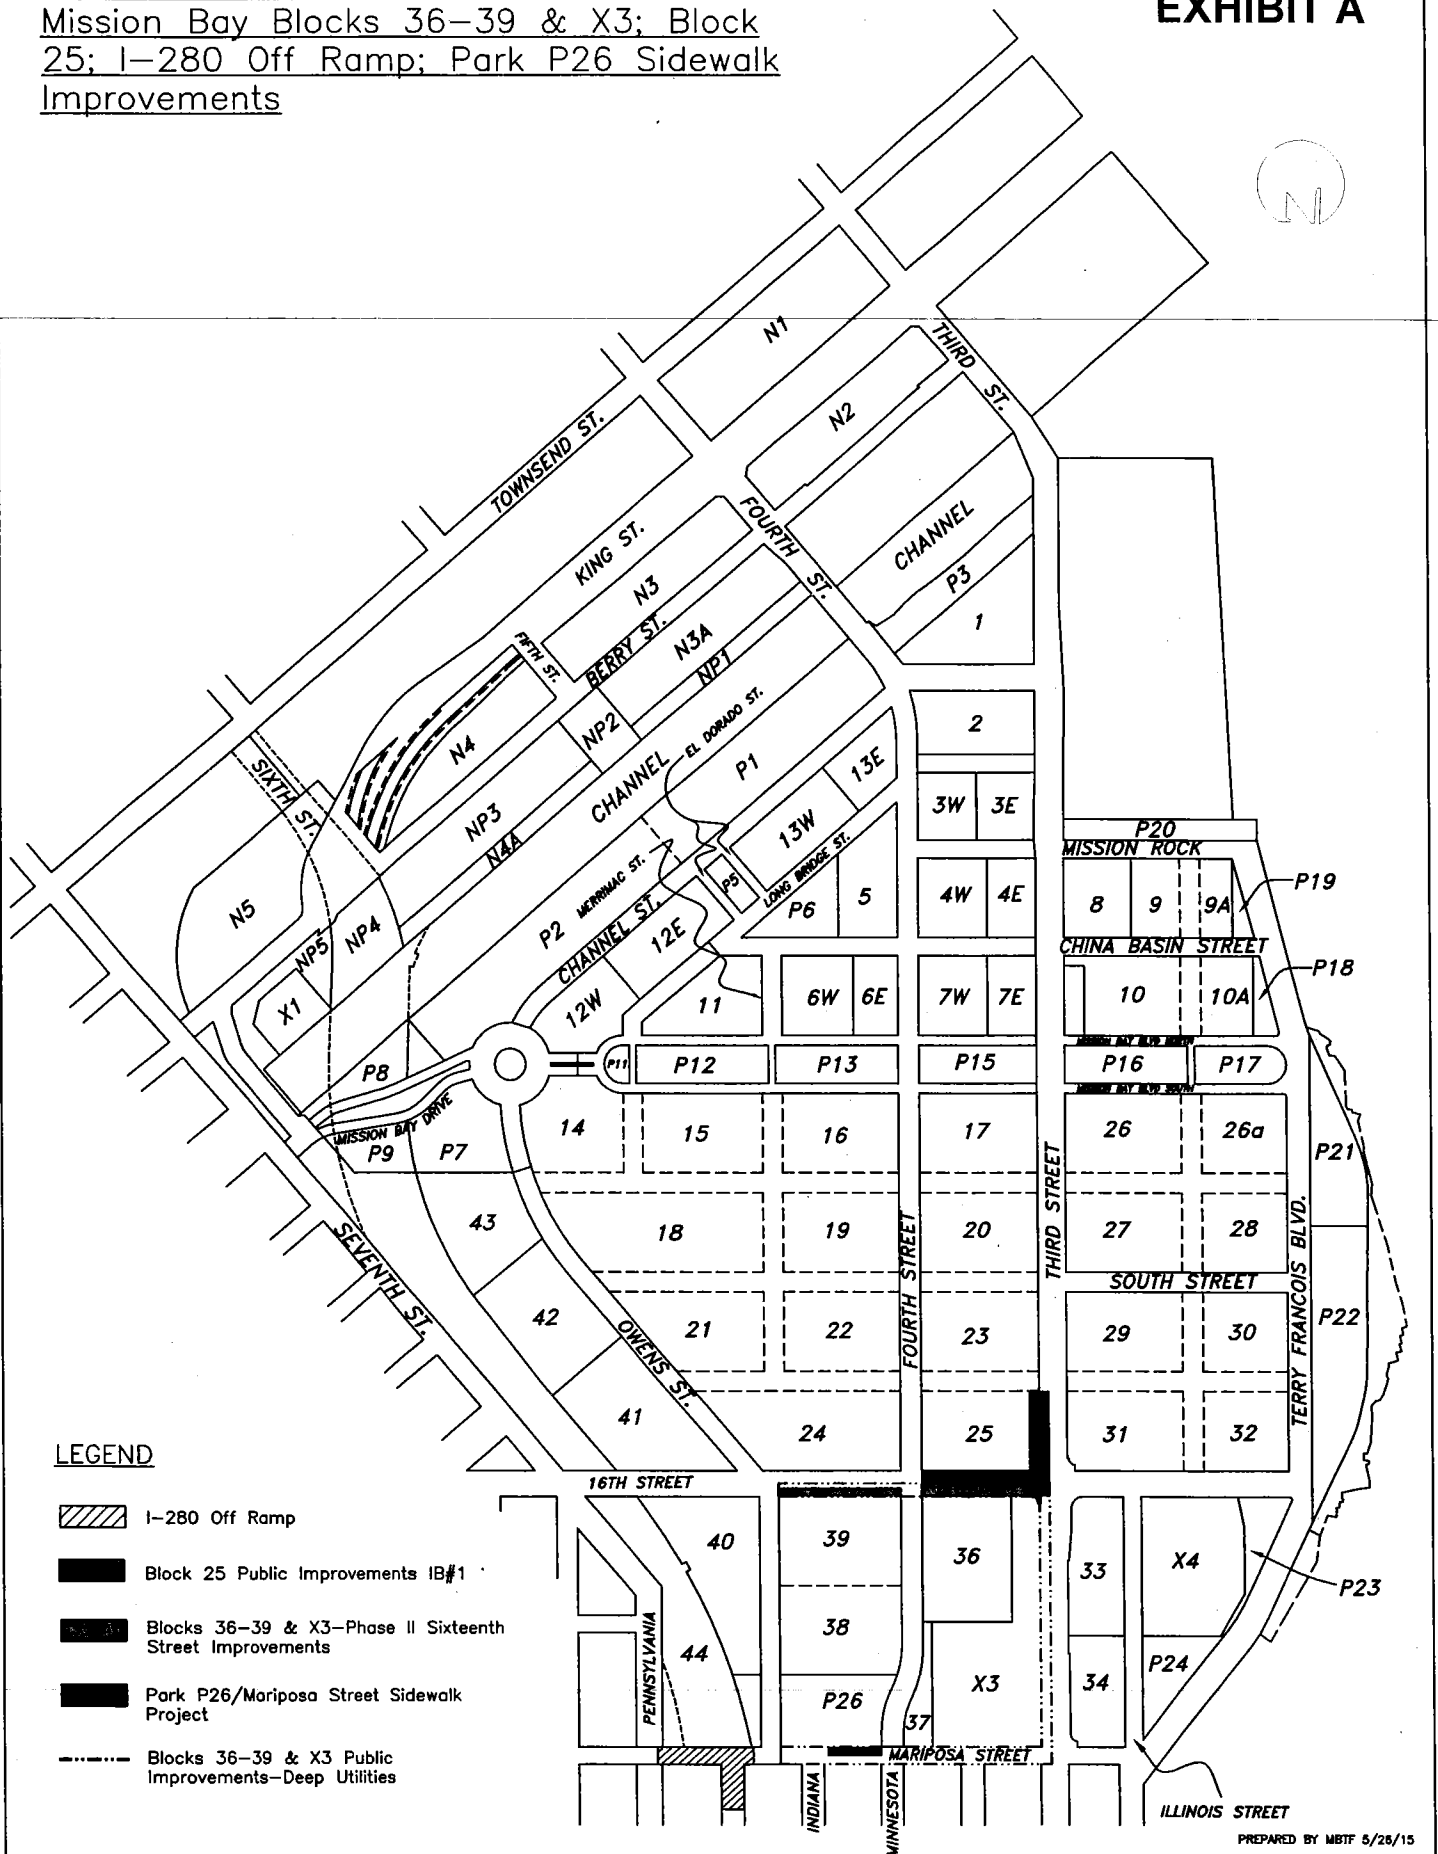 Mission Bay Blocks 36-39 & X3; Block
25; I-280 Off Ramp; Park P26 Sidewalk
Improvements
EXHIBIT A
N
N1
THIRD ST.
N2
TOWNSEND ST.
FOURTH ST.
CHANNEL
KING ST.
P3
N3
1
FIFTH ST.
BERRY ST.
N3A
NP1
EL DORADO ST.
N4
NP2
2
CHANNEL
P1
13E
SIXTH ST.
NP3
3W
3E
N4A
13W
P20
MISSION ROCK
MERRIMAC ST.
P5
LONG BRIDGE ST.
P19
N5
NP4
P2
CHANNEL ST.
12E
P6
5
4W
4E
8
9
9A
NP5
CHINA BASIN STREET
P18
X1
12W
11
6W
6E
7W
7E
10
10A
MISSION BAY BLVD NORTH
P8
P11
P12
P13
P15
P16
P17
MISSION BAY BLVD SOUTH
MISSION BAY DRIVE
P9
P7
14
15
16
17
26
26a
P21
SEVENTH ST.
43
18
19
20
27
28
FOURTH STREET
THIRD STREET
SOUTH STREET
TERRY FRANCOIS BLVD.
42
OWENS ST.
21
22
23
29
30
P22
41
24
25
31
32
16TH STREET
40
39
36
33
X4
P23
38
PENNSYLVANIA
44
P26
37
X3
34
P24
MARIPOSA STREET
INDIANA
MINNESOTA
ILLINOIS STREET
LEGEND
I-280 Off Ramp
Block 25 Public Improvements IB#1
Blocks 36-39 & X3-Phase II Sixteenth
Street Improvements
Park P26/Mariposa Street Sidewalk
Project
Blocks 36-39 & X3 Public
Improvements-Deep Utilities
PREPARED BY MBTF 5/26/15